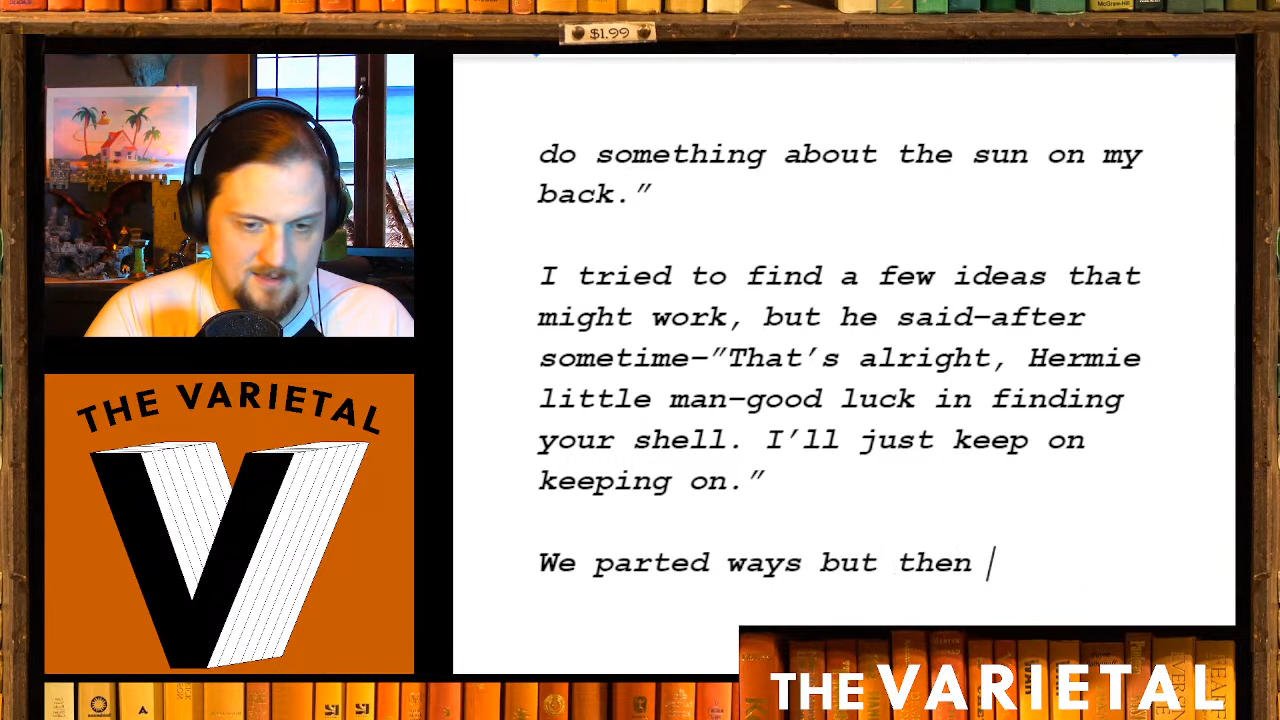 McGraw-Hill
$1.99
THE VARIETAL
do something about the sun on my
back.”
I tried to find a few ideas that
might work, but he said—after
sometime—”That’s alright, Hermie
little man—good luck in finding
your shell. I’ll just keep on
keeping on.”
We parted ways but then
THE VARIETAL